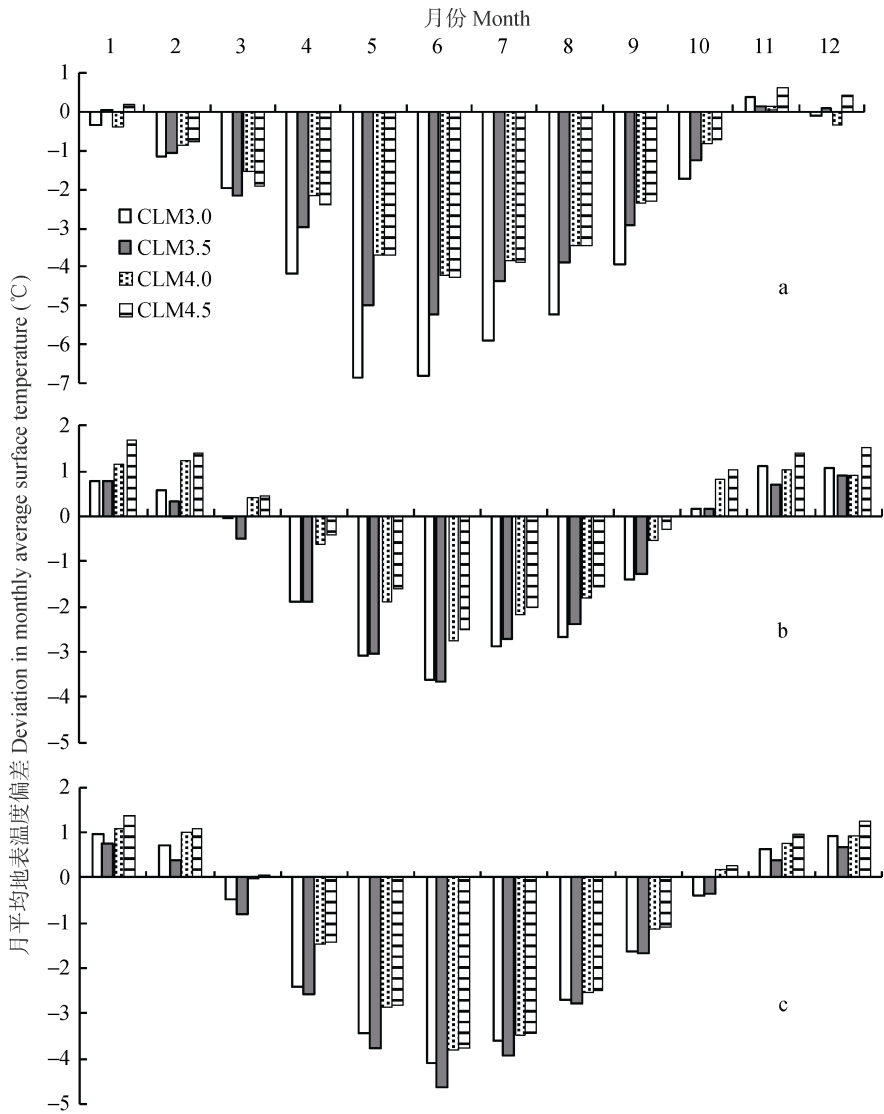 月份 Month
1 2 3 4 5 6 7 8 9 10 11 12
月平均地表温度偏差 Deviation in monthly average surface temperature (℃)
1
0
−1
−2
−3
−4
−5
−6
−7
CLM3.0
CLM3.5
CLM4.0
CLM4.5
a
2
1
0
−1
−2
−3
−4
−5
b
2
1
0
−1
−2
−3
−4
−5
c